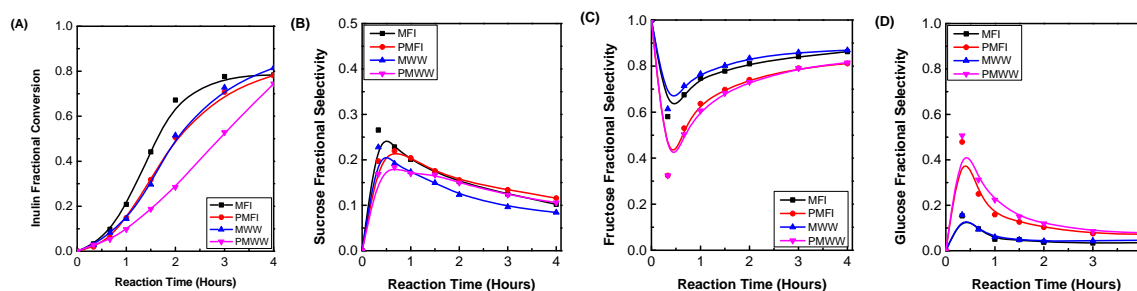 (A)
Inulin Fractional Conversion
1.0
0.8
0.6
0.4
0.2
0.0
0 1 2 3 4
Reaction Time (Hours)
MFI
PMFI
MWW
PMWW
(B)
Sucrose Fractional Selectivity
0.5
0.4
0.3
0.2
0.1
0.0
0 1 2 3 4
Reaction Time (Hours)
MFI
PMFI
MWW
PMWW
(C)
Fructose Fractional Selectivity
1.0
0.8
0.6
0.4
0.2
0.0
0 1 2 3 4
Reaction Time (Hours)
MFI
PMFI
MWW
PMWW
(D)
Glucose Fractional Selectivity
1.0
0.8
0.6
0.4
0.2
0.0
0 1 2 3 4
Reaction Time (Hours)
MFI
PMFI
MWW
PMWW